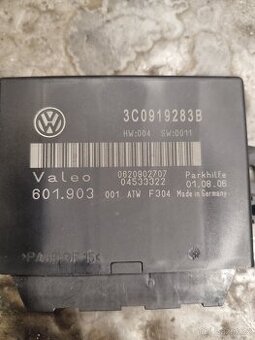 3C0919283B
HW:004 SW:0011
Valeo
0620902707
04533322
Parkhilfe
01.08.06
601.903
001 ATW F304
Made in Germany